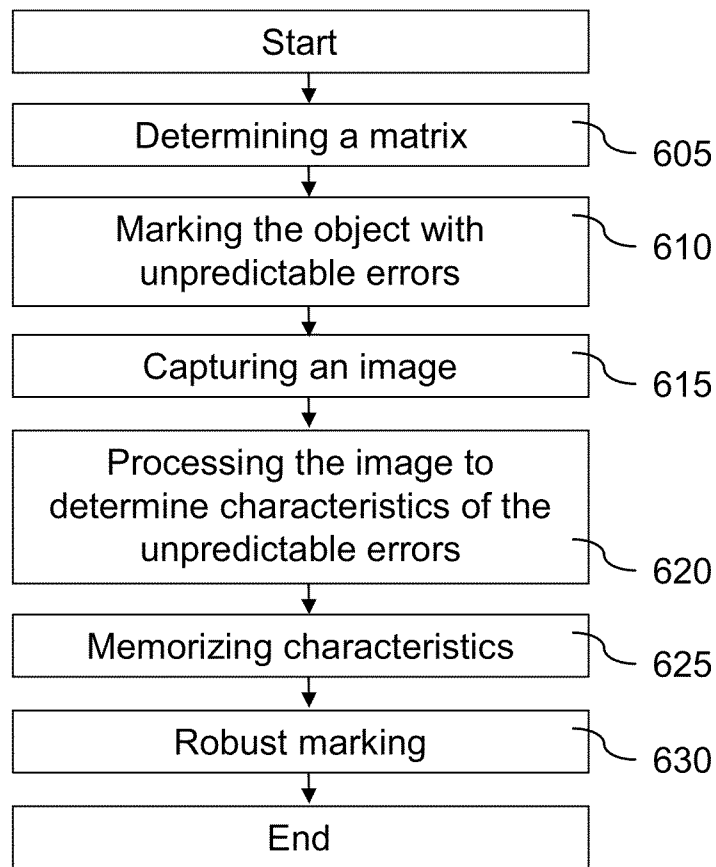 Start
Determining a matrix
605
Marking the object with
unpredictable errors
610
Capturing an image
615
Processing the image to
determine characteristics of the
unpredictable errors
620
Memorizing characteristics
625
Robust marking
630
End